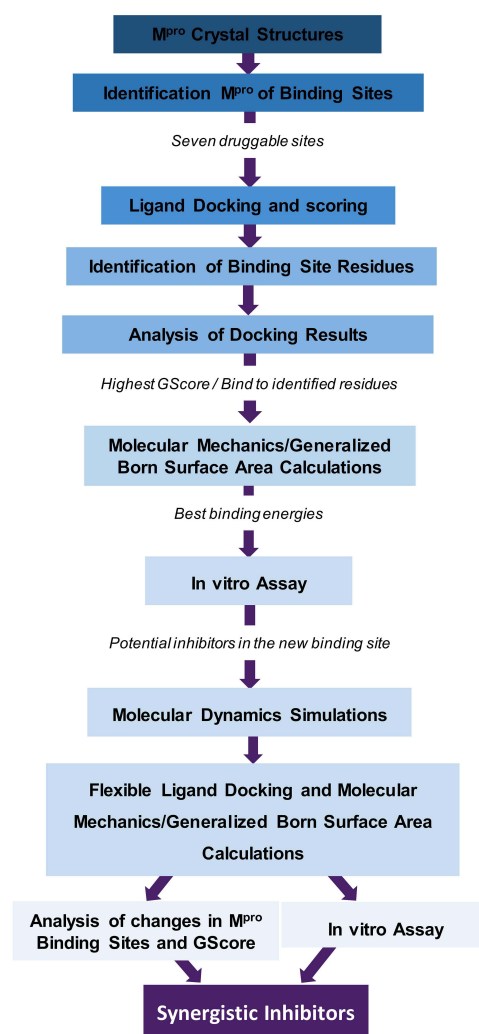 Mᵖʳᵒ Crystal Structures
Identification Mᵖʳᵒ of Binding Sites
Seven druggable sites
Ligand Docking and scoring
Identification of Binding Site Residues
Analysis of Docking Results
Highest GScore / Bind to identified residues
Molecular Mechanics/Generalized
Born Surface Area Calculations
Best binding energies
In vitro Assay
Potential inhibitors in the new binding site
Molecular Dynamics Simulations
Flexible Ligand Docking and Molecular
Mechanics/Generalized Born Surface Area
Calculations
Analysis of changes in Mᵖʳᵒ
Binding Sites and GScore
In vitro Assay
Synergistic Inhibitors